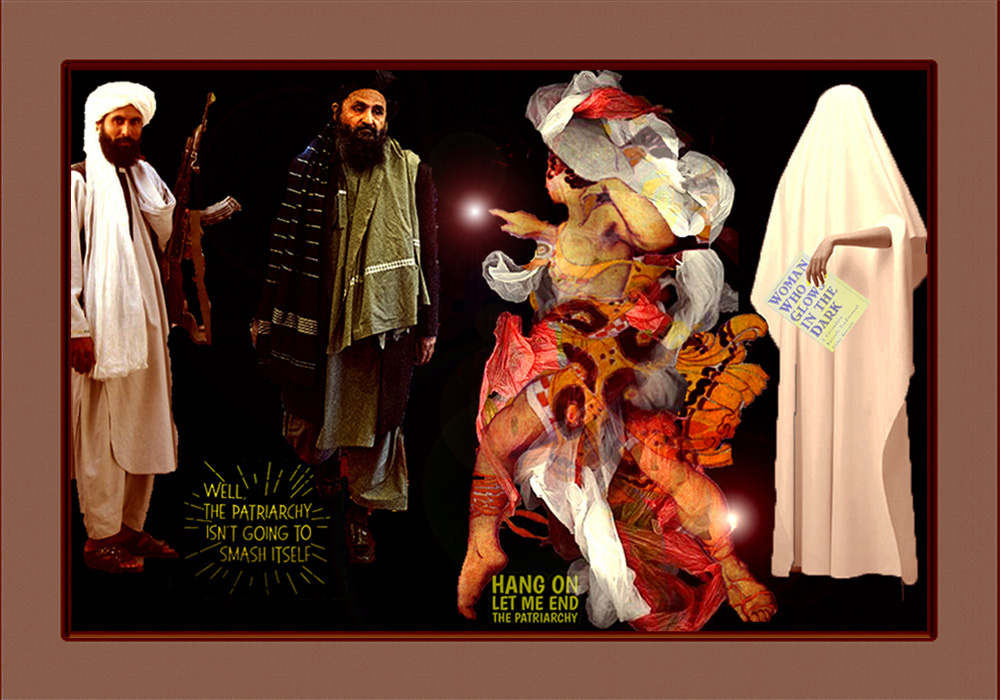 WELL,
THE PATRIARCHY
ISN'T GOING TO
SMASH ITSELF
HANG ON
LET ME END
THE PATRIARCHY
WOMAN
WHO
GLOWS
IN THE
DARK